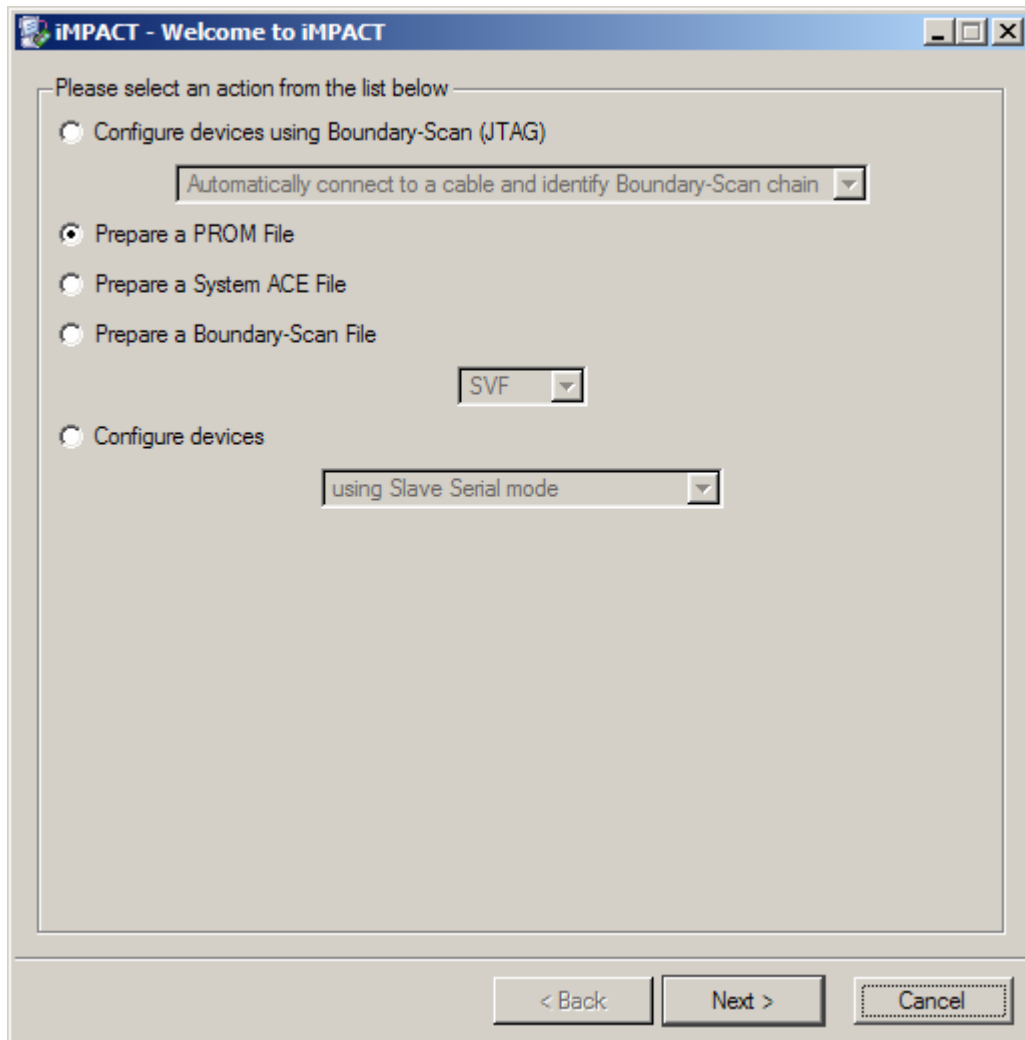 iMPACT - Welcome to iMPACT
Please select an action from the list below
Configure devices using Boundary-Scan (JTAG)
Automatically connect to a cable and identify Boundary-Scan chain
Prepare a PROM File
Prepare a System ACE File
Prepare a Boundary-Scan File
SVF
Configure devices
using Slave Serial mode
< Back Next > Cancel